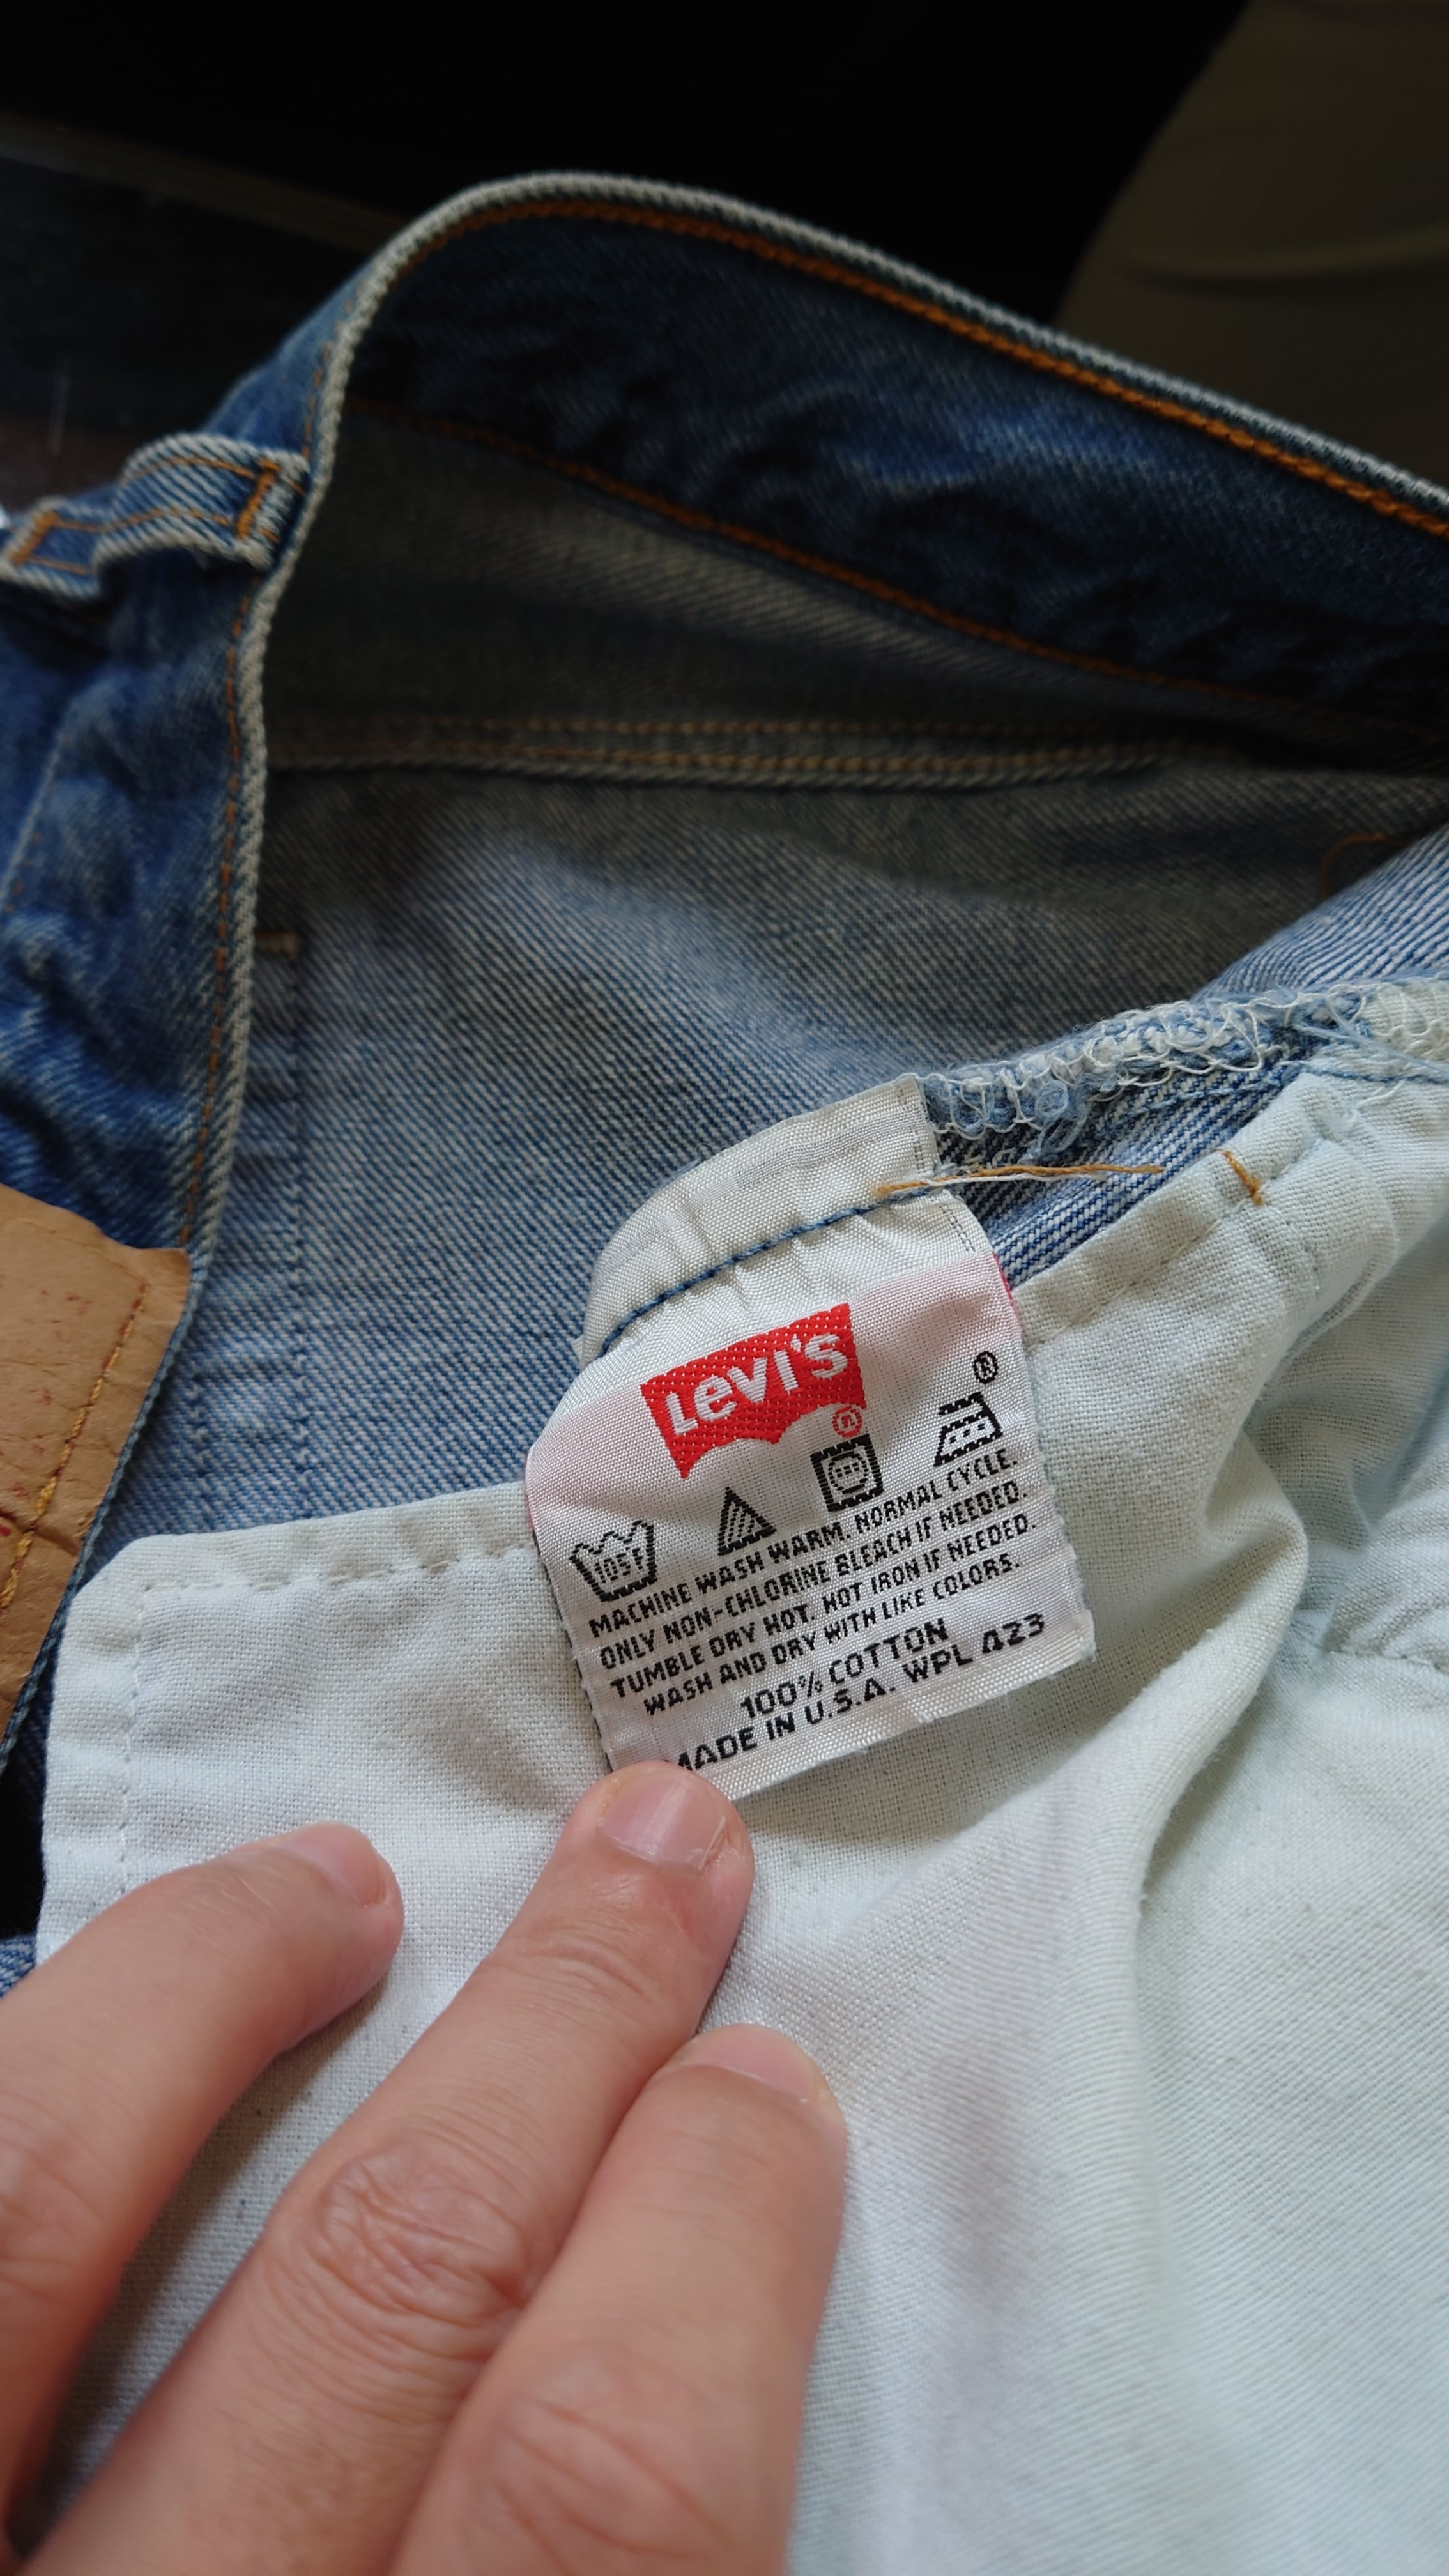 Levi's
®
®
105F
MACHINE WASH WARM. NORMAL CYCLE.
ONLY NON-CHLORINE BLEACH IF NEEDED.
TUMBLE DRY HOT. HOT IRON IF NEEDED.
WASH AND DRY WITH LIKE COLORS.
100% COTTON
MADE IN U.S.A. WPL 423